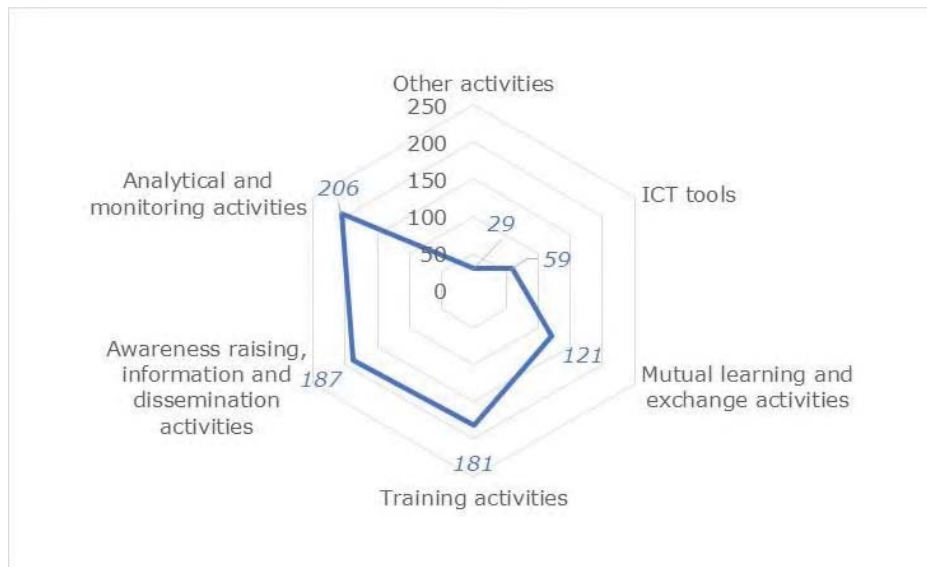 Other activities
250
200
150
100
50
0
29
59
ICT tools
121
Mutual learning and
exchange activities
181
Training activities
187
Awareness raising,
information and
dissemination
activities
206
Analytical and
monitoring activities